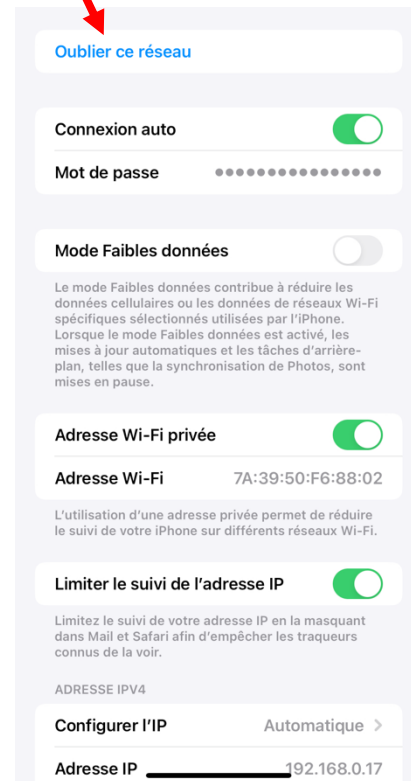 Oublier ce réseau
Connexion auto
Mot de passe ●●●●●●●●●●●●●●●●
Mode Faibles données
Le mode Faibles données contribue à réduire les
données cellulaires ou les données de réseaux Wi-Fi
spécifiques sélectionnés utilisées par l'iPhone.
Lorsque le mode Faibles données est activé, les
mises à jour automatiques et les tâches d'arrière-
plan, telles que la synchronisation de Photos, sont
mises en pause.
Adresse Wi-Fi privée
Adresse Wi-Fi 7A:39:50:F6:88:02
L'utilisation d'une adresse privée permet de réduire
le suivi de votre iPhone sur différents réseaux Wi-Fi.
Limiter le suivi de l'adresse IP
Limitez le suivi de votre adresse IP en la masquant
dans Mail et Safari afin d'empêcher les traqueurs
connus de la voir.
ADRESSE IPV4
Configurer l'IP Automatique >
Adresse IP 192.168.0.17